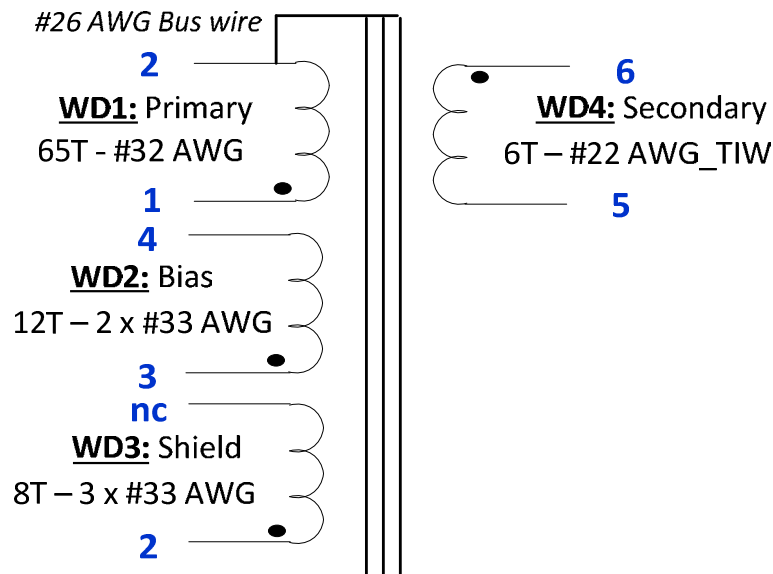 #26 AWG Bus wire
2
WD1: Primary
65T - #32 AWG
1
4
WD2: Bias
12T – 2 x #33 AWG
3
nc
WD3: Shield
8T – 3 x #33 AWG
2
6
WD4: Secondary
6T – #22 AWG_TIW
5